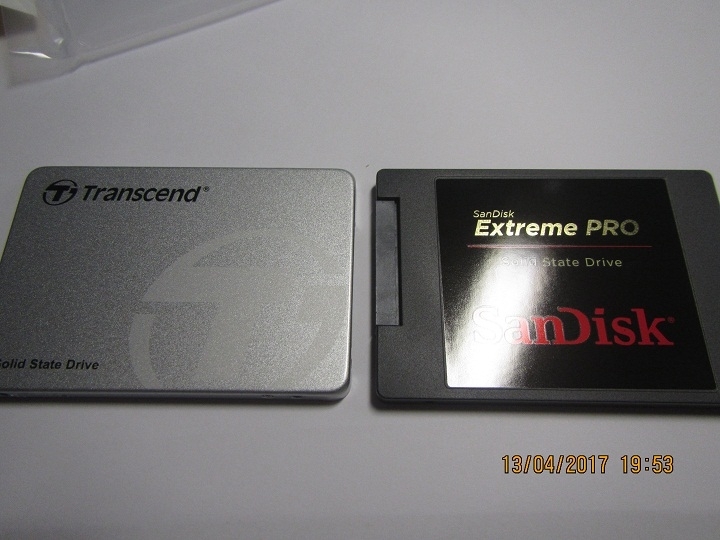 Transcend®
Solid State Drive
SanDisk
Extreme PRO
Solid State Drive
SanDisk®
13/04/2017 19:53